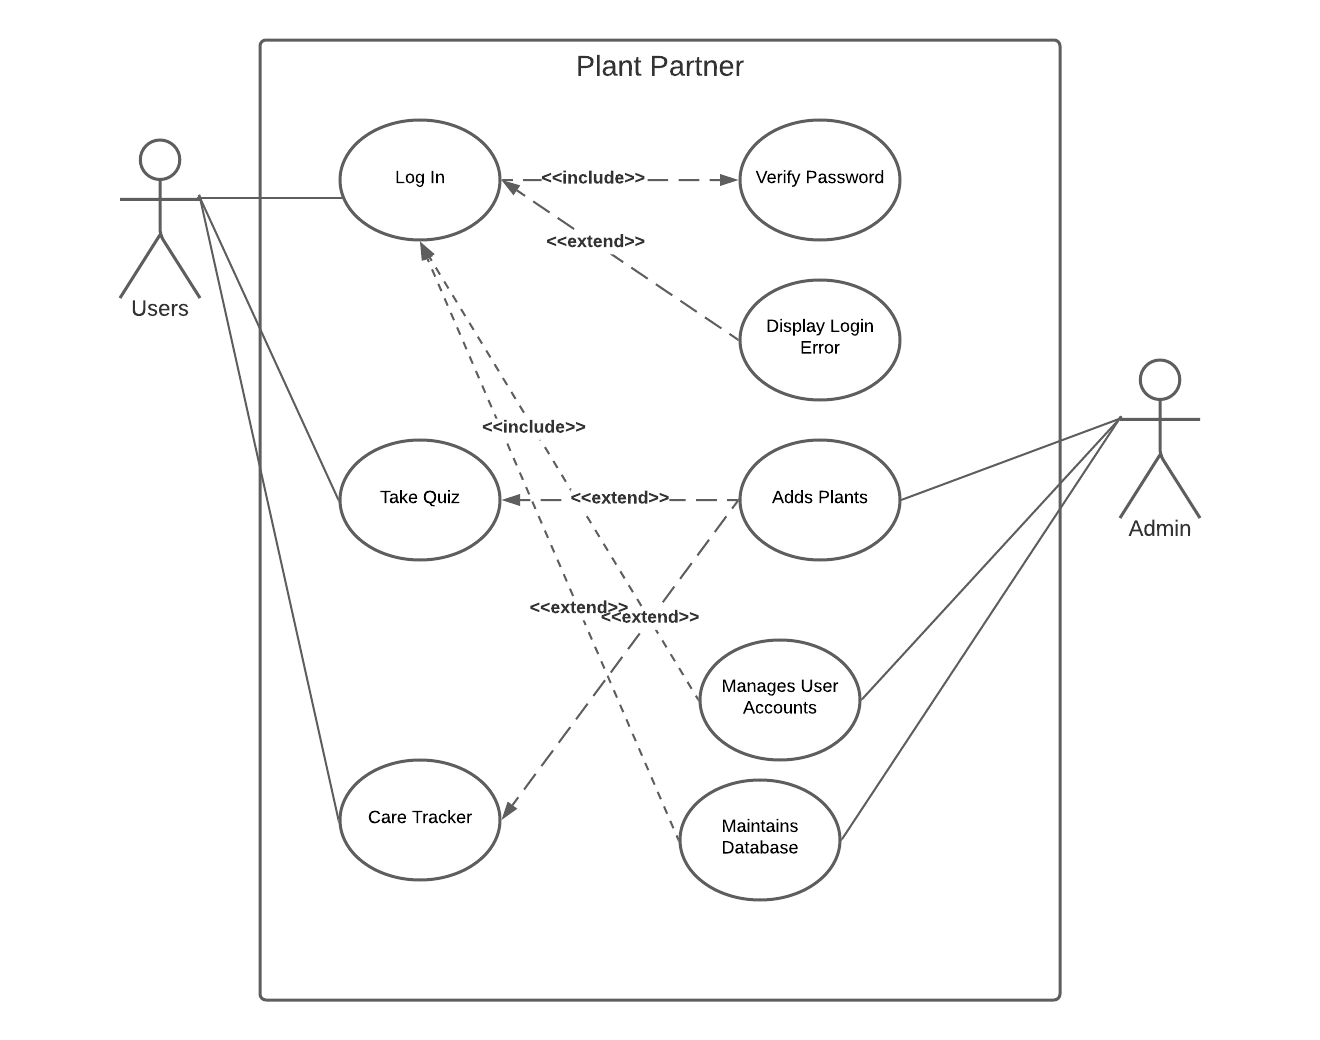 Plant Partner
Log In
<<include>>
Verify Password
<<extend>>
Users
Display Login
Error
<<include>>
Take Quiz
<<extend>>
Adds Plants
Admin
<<extend>>
<<extend>>
Manages User
Accounts
Care Tracker
Maintains
Database